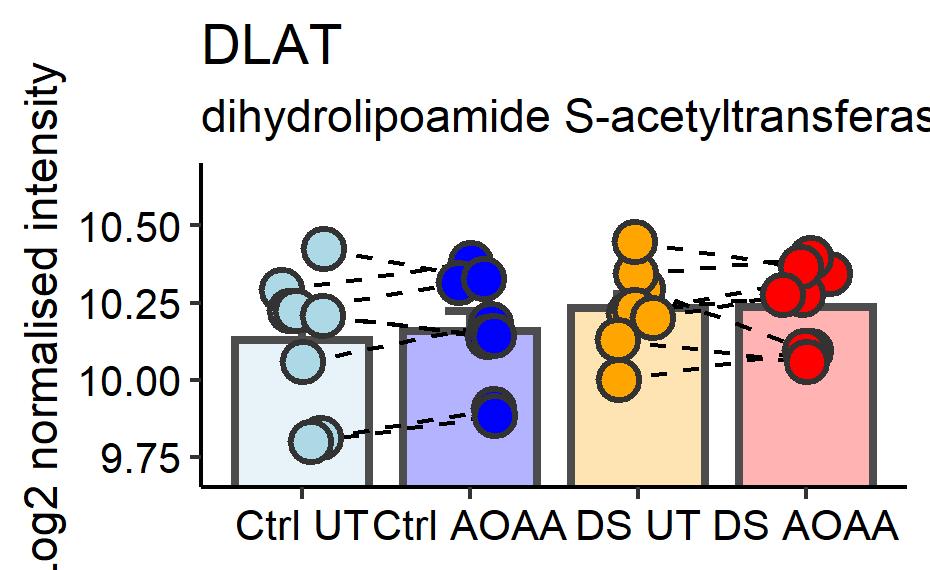 DLAT
dihydrolipoamide S-acetyltransferas
.og2 normalised intensity
10.50
10.25
10.00
9.75
Ctrl UT Ctrl AOAA DS UT DS AOAA